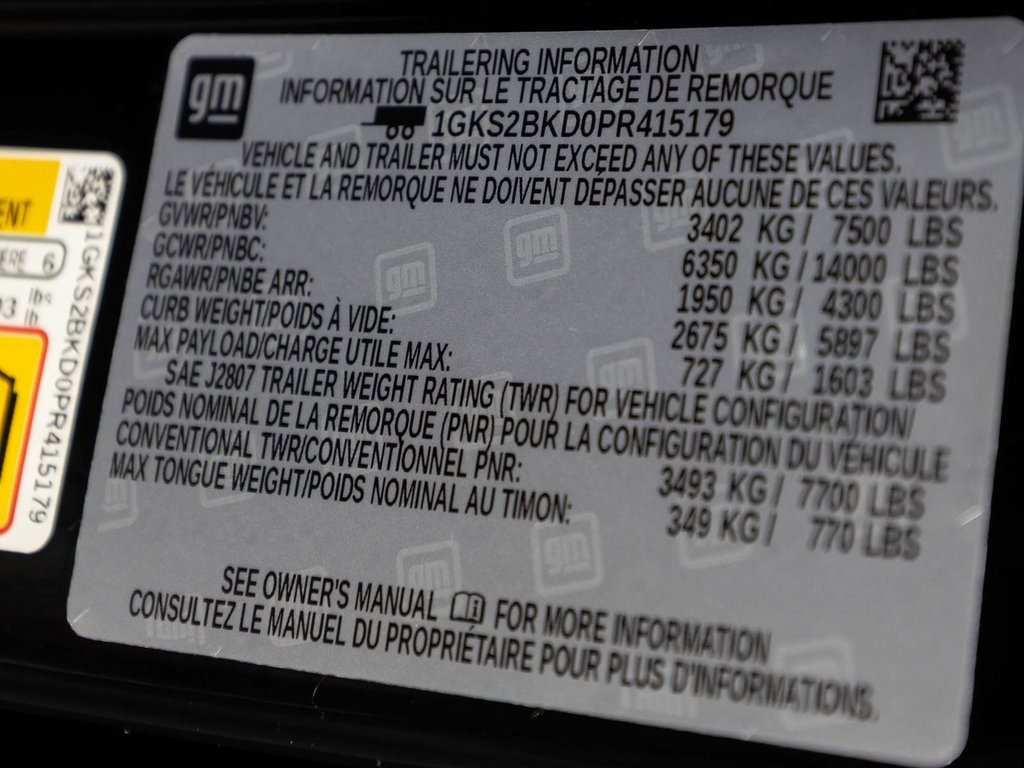 gm
TRAILERING INFORMATION
INFORMATION SUR LE TRACTAGE DE REMORQUE
1GKS2BKD0PR415179
VEHICLE AND TRAILER MUST NOT EXCEED ANY OF THESE VALUES.
LE VÉHICULE ET LA REMORQUE NE DOIVENT DÉPASSER AUCUNE DE CES VALEURS.
GVWR/PNBV: 3402 KG/ 7500 LBS
GCWR/PNBC: 6350 KG/14000 LBS
RGAWR/PNBE ARR: 1950 KG/ 4300 LBS
CURB WEIGHT/POIDS À VIDE: 2675 KG/ 5897 LBS
MAX PAYLOAD/CHARGE UTILE MAX: 727 KG/ 1603 LBS
SAE J2807 TRAILER WEIGHT RATING (TWR) FOR VEHICLE CONFIGURATION/
POIDS NOMINAL DE LA REMORQUE (PNR) POUR LA CONFIGURATION DU VÉHICULE
CONVENTIONAL TWR/CONVENTIONNEL PNR: 3493 KG/ 7700 LBS
MAX TONGUE WEIGHT/POIDS NOMINAL AU TIMON: 349 KG/ 770 LBS
SEE OWNER'S MANUAL FOR MORE INFORMATION
CONSULTEZ LE MANUEL DU PROPRIÉTAIRE POUR PLUS D'INFORMATIONS.
ENT
ERE 6
93 lbs
lb
1GKS2BKD0PR415179